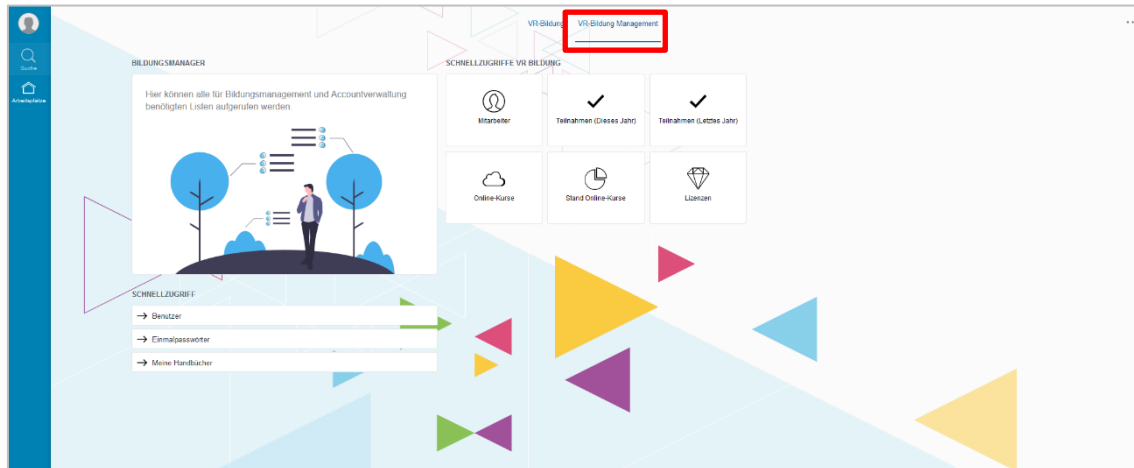 VR-Bildung
VR-Bildung Management
Suche
Arbeitsplätze
BILDUNGSMANAGER
Hier können alle für Bildungsmanagement und Accountverwaltung
benötigten Listen aufgerufen werden.
SCHNELLZUGRIFF
Benutzer
Einmalpasswörter
Meine Handbücher
SCHNELLZUGRIFFE VR BILDUNG
Mitarbeiter
Teilnahmen (Dieses Jahr)
Teilnahmen (Letztes Jahr)
Online-Kurse
Stand Online-Kurse
Lizenzen